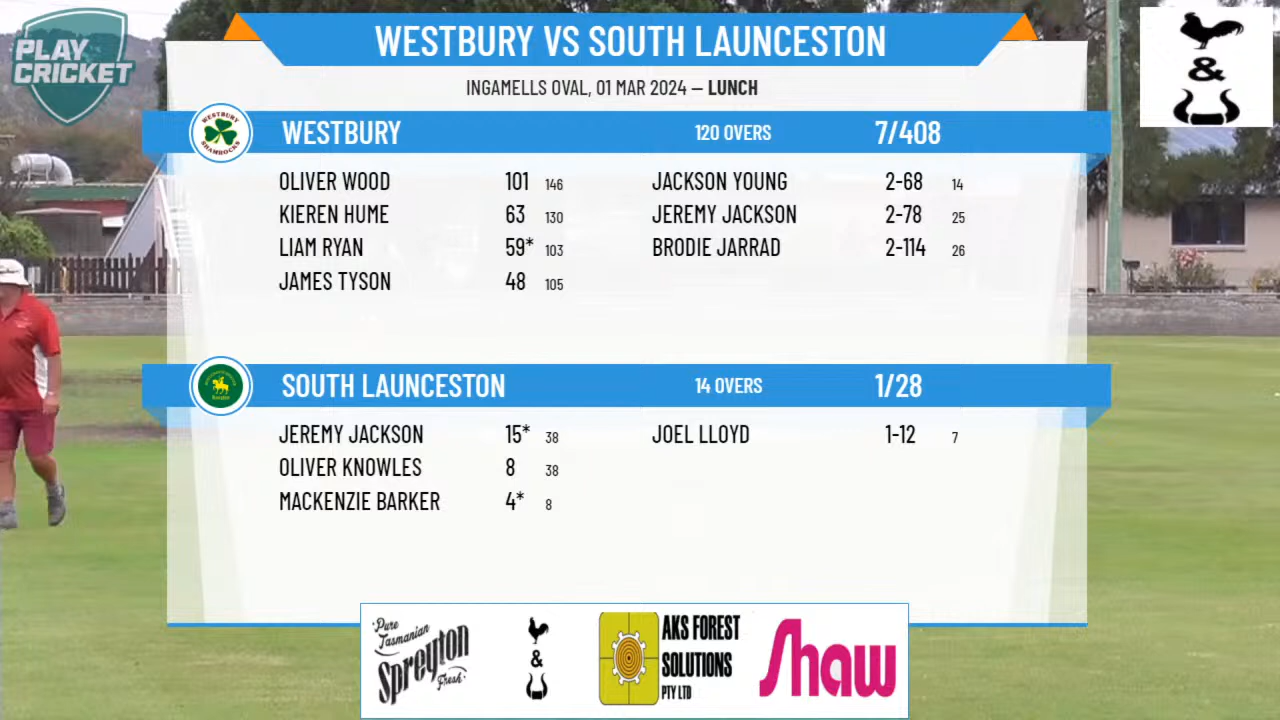 PLAY
CRICKET
WESTBURY VS SOUTH LAUNCESTON
&
INGAMELLS OVAL, 01 MAR 2024 – LUNCH
WESTBURY
SHAMROCKS
WESTBURY 120 OVERS 7/408
OLIVER WOOD 101 146 JACKSON YOUNG 2-68 14
KIEREN HUME 63 130 JEREMY JACKSON 2-78 25
LIAM RYAN 59* 103 BRODIE JARRAD 2-114 26
JAMES TYSON 48 105
SOUTH LAUNCESTON 14 OVERS 1/28
JEREMY JACKSON 15* 38 JOEL LLOYD 1-12 7
OLIVER KNOWLES 8 38
MACKENZIE BARKER 4* 8
Pure
Tasmanian
Spreyton
Fresh
&
AKS FOREST
SOLUTIONS
PTY LTD
Shaw